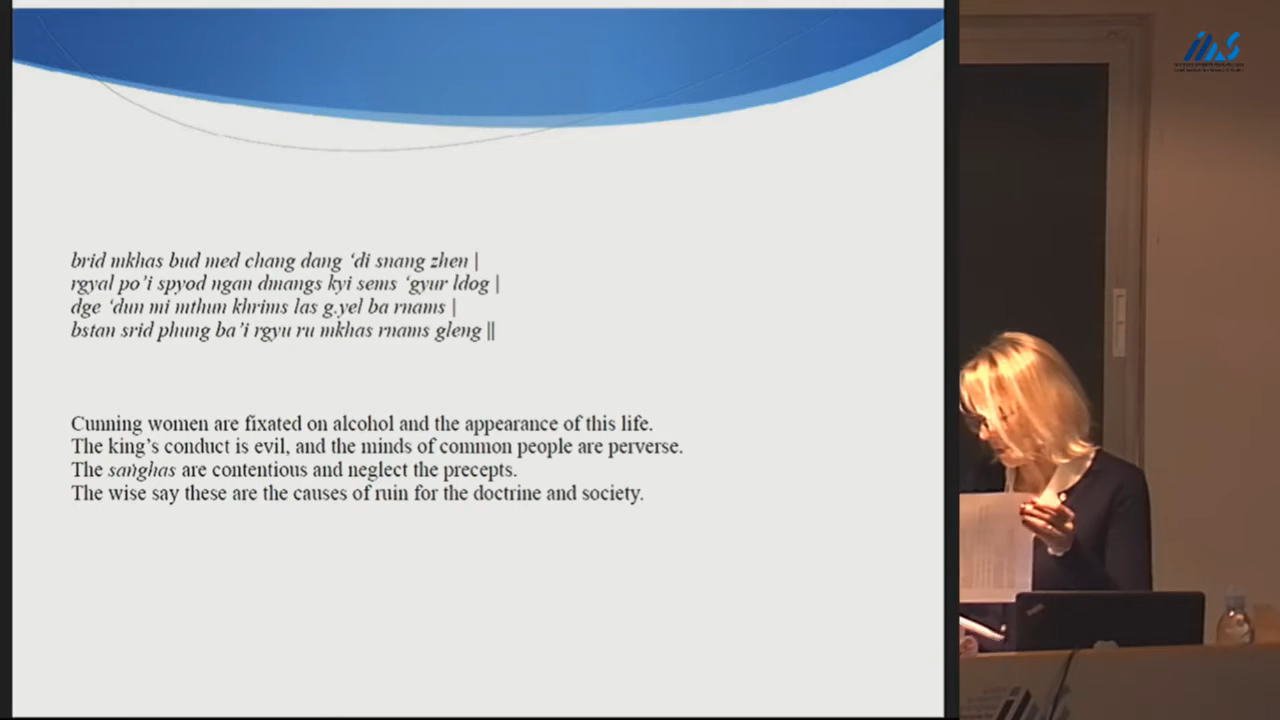 brid mkhas bud med chang dang ‘di snang zhen |
rgyal po’i spyod ngan dmangs kyi sems ‘gyur ldog |
dge ‘dun mi mthun khrims las g.yel ba rnams |
bstan srid phung ba’i rgyu ru mkhas rnams gleng ||
Cunning women are fixated on alcohol and the appearance of this life.
The king’s conduct is evil, and the minds of common people are perverse.
The saṅghas are contentious and neglect the precepts.
The wise say these are the causes of ruin for the doctrine and society.